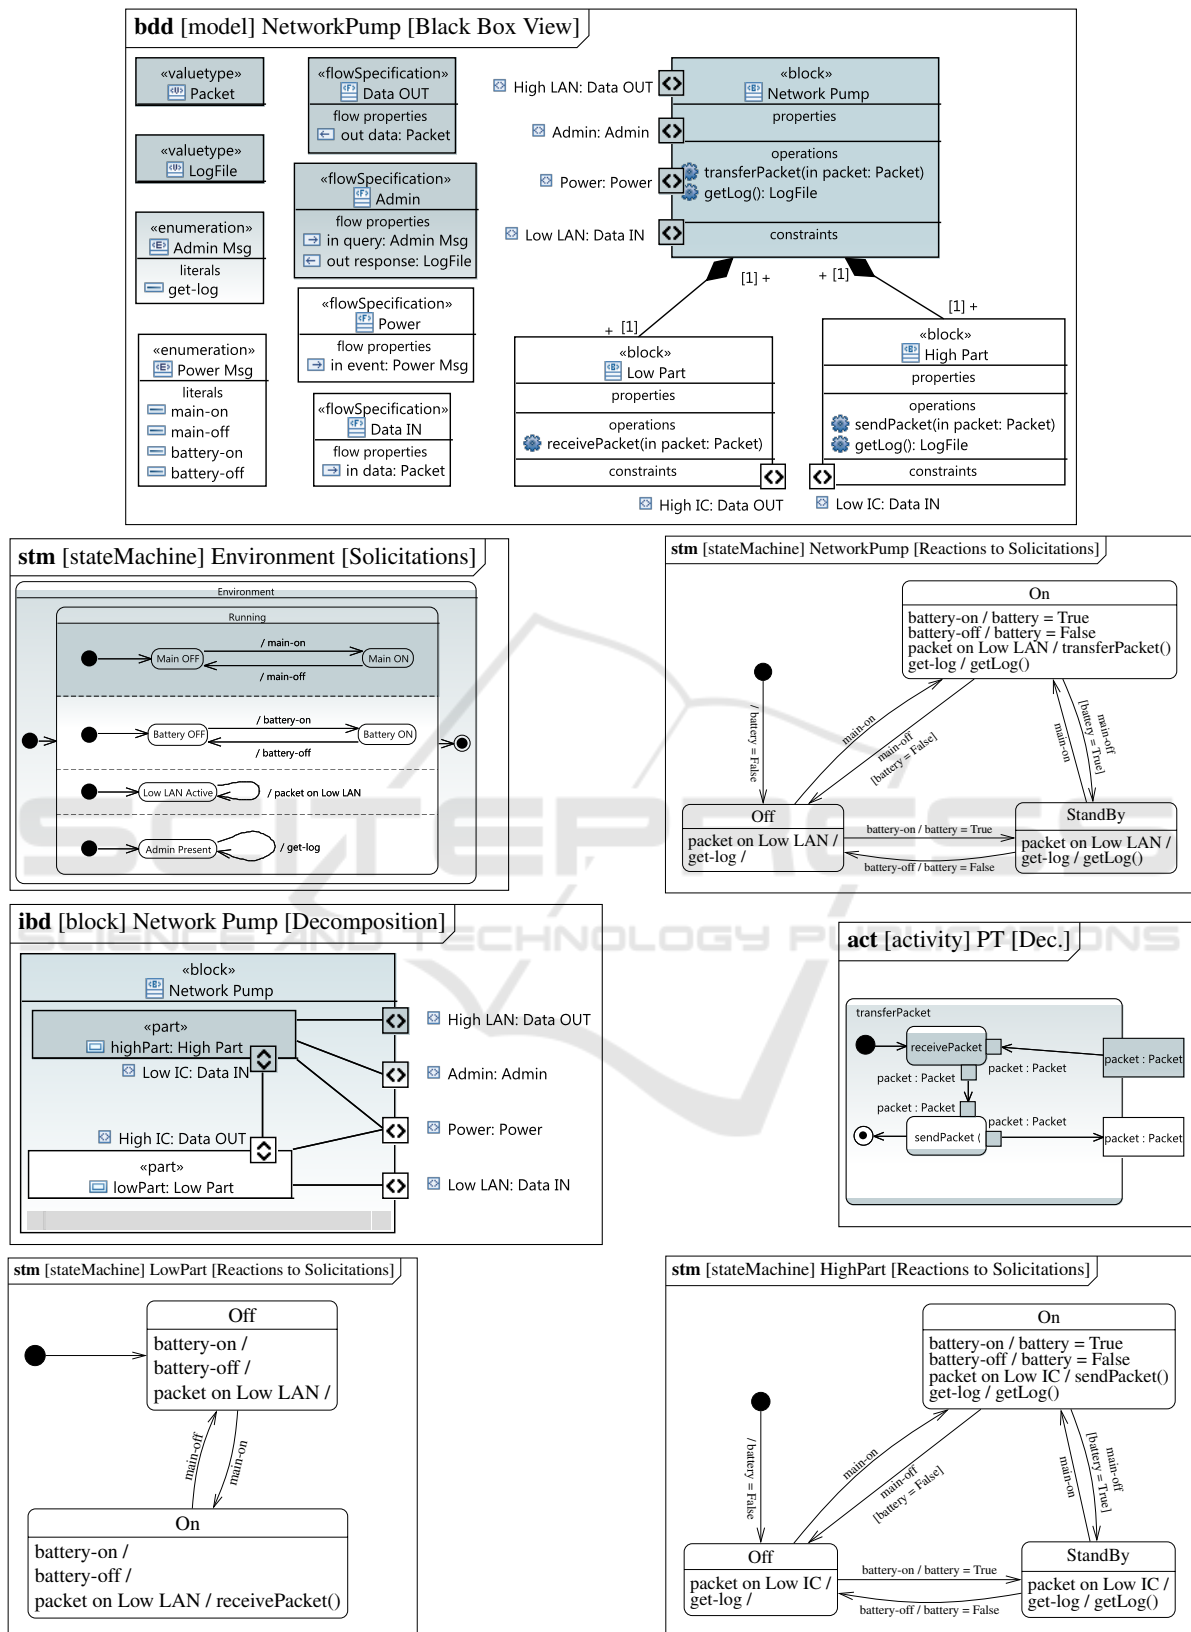 bdd [model] NetworkPump [Black Box View]
«valuetype»
Packet
«valuetype»
LogFile
«enumeration»
Admin Msg
literals
get-log
«enumeration»
Power Msg
literals
main-on
main-off
battery-on
battery-off
«flowSpecification»
Data OUT
flow properties
out data: Packet
«flowSpecification»
Admin
flow properties
in query: Admin Msg
out response: LogFile
«flowSpecification»
Power
flow properties
in event: Power Msg
«flowSpecification»
Data IN
flow properties
in data: Packet
High LAN: Data OUT
Admin: Admin
Power: Power
Low LAN: Data IN
«block»
Network Pump
properties
operations
transferPacket(in packet: Packet)
getLog(): LogFile
constraints
[1] +
+ [1]
+ [1]
[1] +
«block»
Low Part
properties
operations
receivePacket(in packet: Packet)
constraints
High IC: Data OUT
«block»
High Part
properties
operations
sendPacket(in packet: Packet)
getLog(): LogFile
constraints
Low IC: Data IN
stm [stateMachine] Environment [Solicitations]
Environment
Running
/ main-on
Main OFF
Main ON
/ main-off
/ battery-on
Battery OFF
Battery ON
/ battery-off
Low LAN Active
/ packet on Low LAN
Admin Present
/ get-log
stm [stateMachine] NetworkPump [Reactions to Solicitations]
On
battery-on / battery = True
battery-off / battery = False
packet on Low LAN / transferPacket()
get-log / getLog()
/ battery = False
main-on
main-off
[battery = False]
main-on
main-off
[battery = True]
Off
packet on Low LAN /
get-log /
battery-on / battery = True
battery-off / battery = False
StandBy
packet on Low LAN /
get-log / getLog()
SCITEPRESS
SCIENCE AND TECHNOLOGY PUBLICATIONS
ibd [block] Network Pump [Decomposition]
«block»
Network Pump
«part»
highPart: High Part
Low IC: Data IN
High IC: Data OUT
«part»
lowPart: Low Part
High LAN: Data OUT
Admin: Admin
Power: Power
Low LAN: Data IN
act [activity] PT [Dec.]
transferPacket
receivePacket
packet : Packet
packet : Packet
packet : Packet
packet : Packet
packet : Packet
sendPacket (
packet : Packet
stm [stateMachine] LowPart [Reactions to Solicitations]
Off
battery-on /
battery-off /
packet on Low LAN /
main-off
main-on
On
battery-on /
battery-off /
packet on Low LAN / receivePacket()
stm [stateMachine] HighPart [Reactions to Solicitations]
On
battery-on / battery = True
battery-off / battery = False
packet on Low IC / sendPacket()
get-log / getLog()
/ battery = False
main-on
main-off
[battery = False]
main-on
main-off
[battery = True]
Off
packet on Low IC /
get-log /
battery-on / battery = True
battery-off / battery = False
StandBy
packet on Low IC /
get-log / getLog()